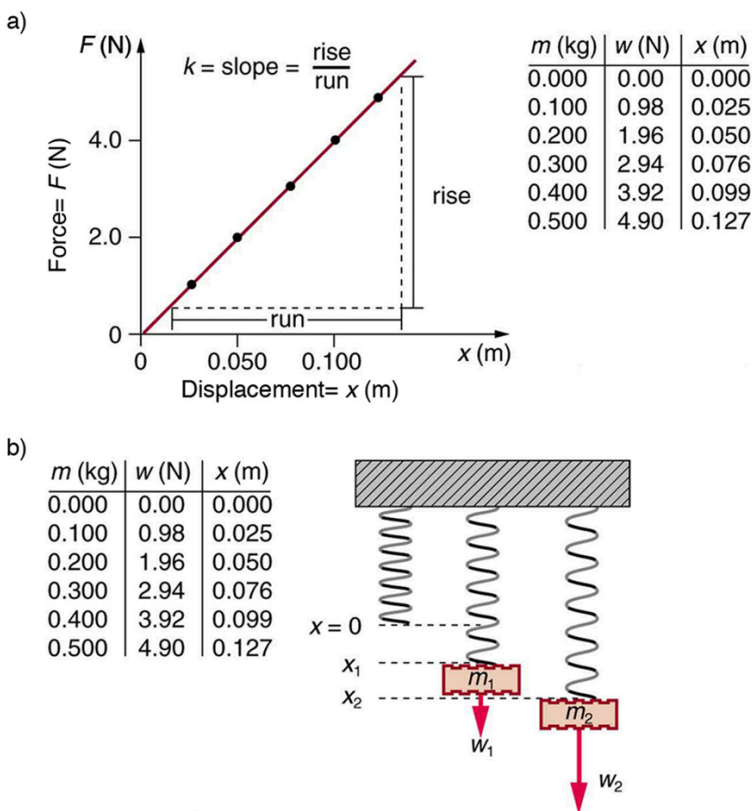 a)
F (N)
k = slope = rise
run
4.0
2.0
0
0
0.050
0.100
x (m)
Force= F (N)
Displacement= x (m)
rise
run
m (kg) w (N) x (m)
0.000 0.00 0.000
0.100 0.98 0.025
0.200 1.96 0.050
0.300 2.94 0.076
0.400 3.92 0.099
0.500 4.90 0.127
b)
m (kg) w (N) x (m)
0.000 0.00 0.000
0.100 0.98 0.025
0.200 1.96 0.050
0.300 2.94 0.076
0.400 3.92 0.099
0.500 4.90 0.127
x = 0
x₁
x₂
m₁
m₂
w₁
w₂